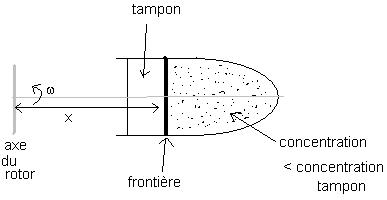 tampon
ω
x
axe
du
rotor
frontière
concentration
< concentration
tampon